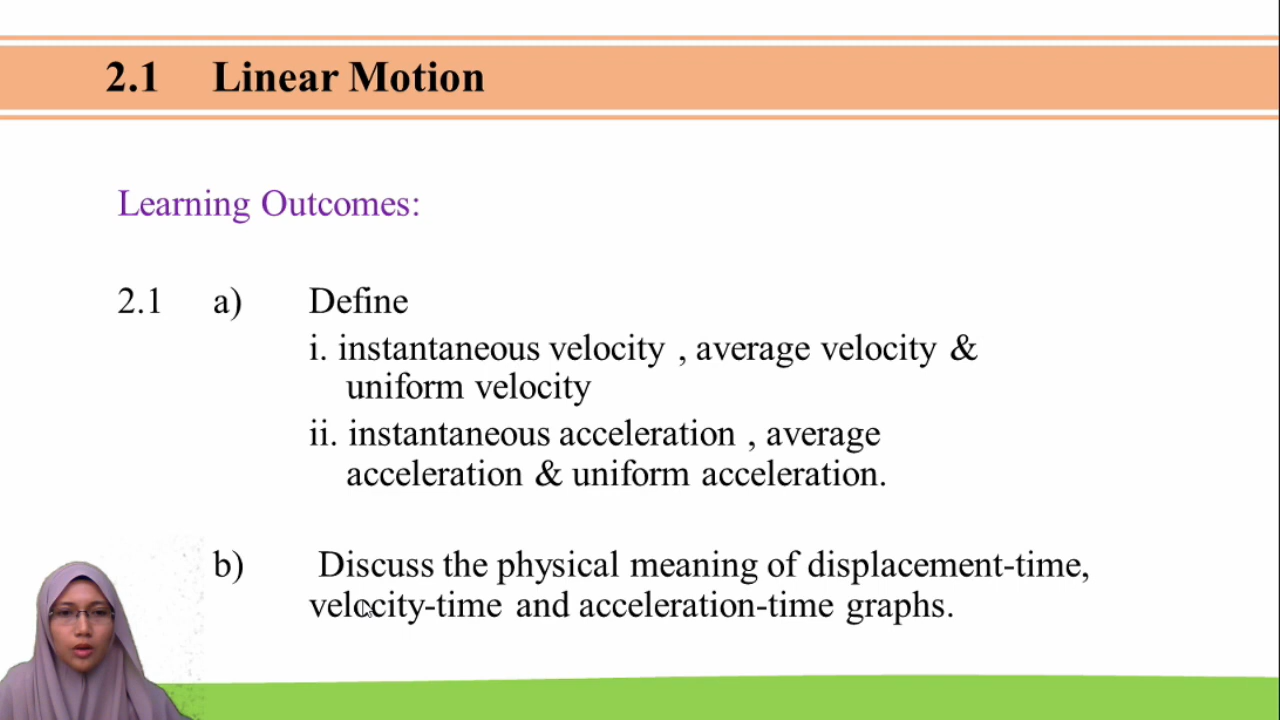 2.1 Linear Motion
Learning Outcomes:
2.1 a) Define
i. instantaneous velocity , average velocity &
uniform velocity
ii. instantaneous acceleration , average
acceleration & uniform acceleration.
b) Discuss the physical meaning of displacement-time,
velocity-time and acceleration-time graphs.